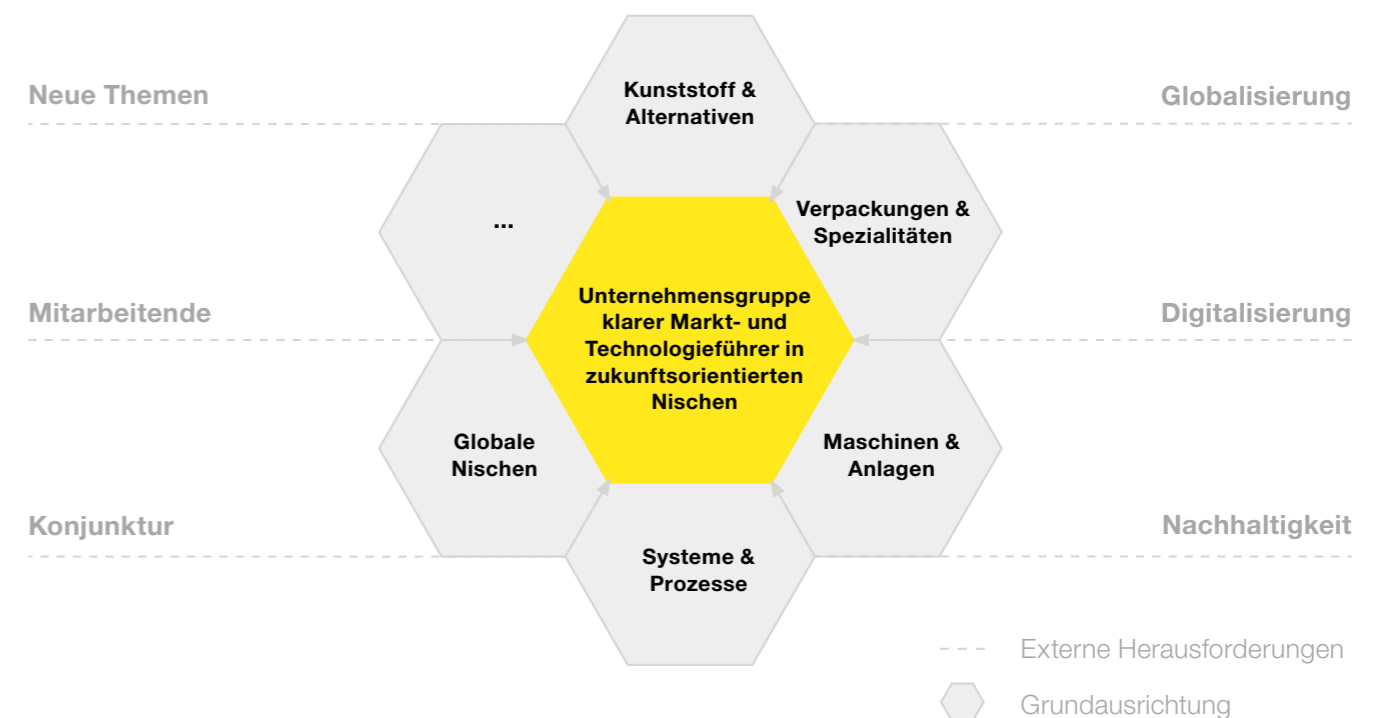 Neue Themen
Kunststoff &
Alternativen
Globalisierung
...
Verpackungen &
Spezialitäten
Mitarbeitende
Unternehmensgruppe
klarer Markt- und
Technologieführer in
zukunftsorientierten
Nischen
Digitalisierung
Globale
Nischen
Maschinen &
Anlagen
Konjunktur
Systeme &
Prozesse
Nachhaltigkeit
Externe Herausforderungen
Grundausrichtung